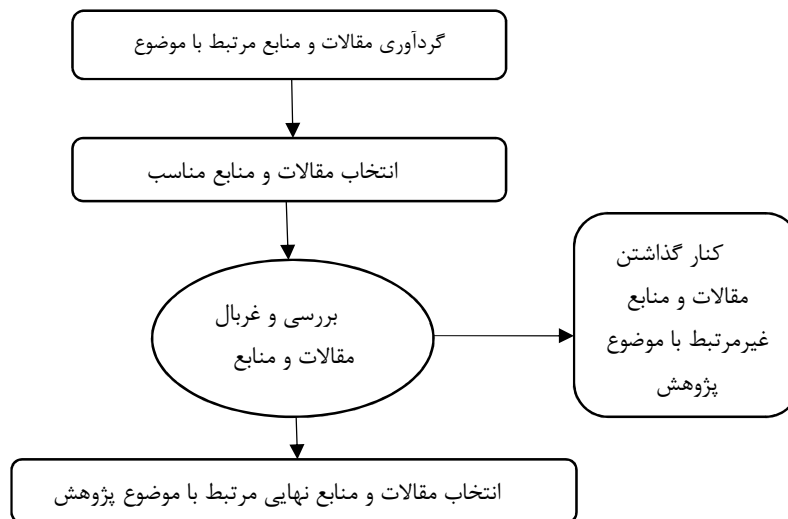 گردآوری مقالات و منابع مرتبط با موضوع
انتخاب مقالات و منابع مناسب
بررسی و غربال
مقالات و منابع
کنار گذاشتن
مقالات و منابع
غیرمرتبط با موضوع
پژوهش
انتخاب مقالات و منابع نهایی مرتبط با موضوع پژوهش